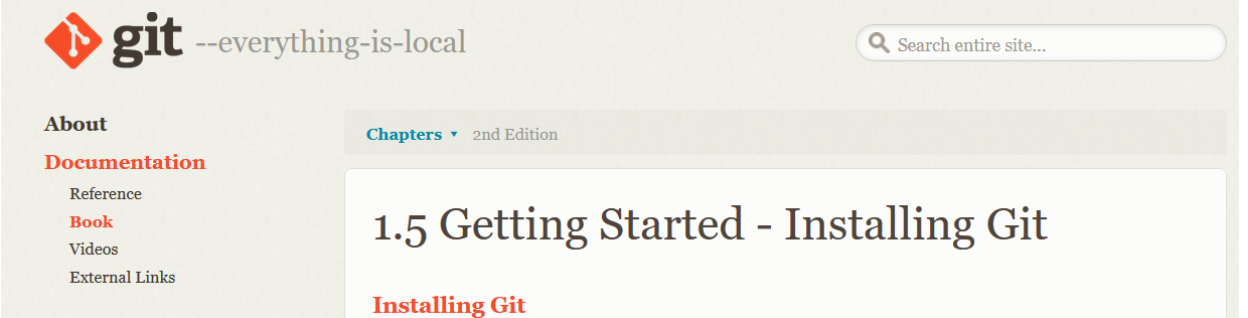 git --everything-is-local
Search entire site...
About
Documentation
Reference
Book
Videos
External Links
Chapters ▾ 2nd Edition
1.5 Getting Started - Installing Git
Installing Git